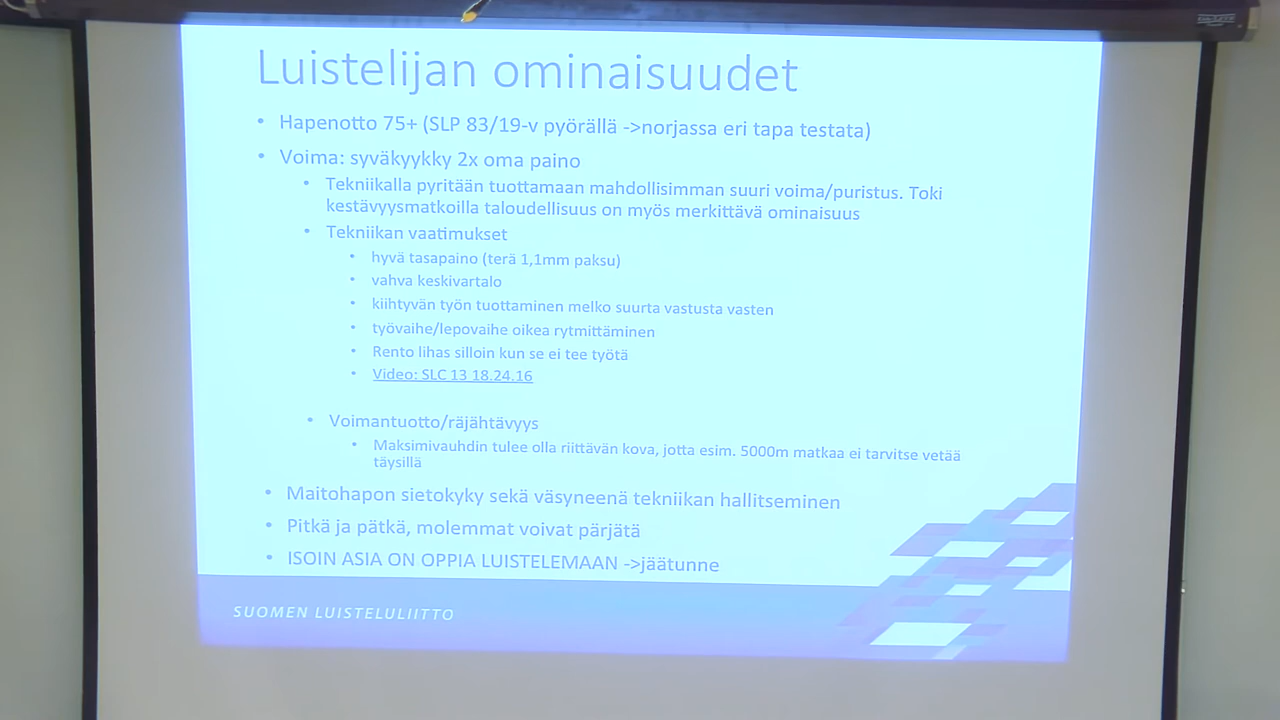 Luistelijan ominaisuudet
• Hapenotto 75+ (SLP 83/19-v pyörällä ->norjassa eri tapa testata)
• Voima: syväkyykky 2x oma paino
• Tekniikalla pyritään tuottamaan mahdollisimman suuri voima/puristus. Toki
kestävyysmatkoilla taloudellisuus on myös merkittävä ominaisuus
• Tekniikan vaatimukset
• hyvä tasapaino (terä 1,1mm paksu)
• vahva keskivartalo
• kiihtyvän työn tuottaminen melko suurta vastusta vasten
• työvaihe/lepovaihe oikea rytmittäminen
• Rento lihas silloin kun se ei tee työtä
• Video: SLC 13 18.24.16
• Voimantuotto/räjähtävyys
• Maksimivauhdin tulee olla riittävän kova, jotta esim. 5000m matkaa ei tarvitse vetää
täysillä
• Maitohapon sietokyky sekä väsyneenä tekniikan hallitseminen
• Pitkä ja pätkä, molemmat voivat pärjätä
• ISOIN ASIA ON OPPIA LUISTELEMAAN ->jäätunne
SUOMEN LUISTELULIITTO